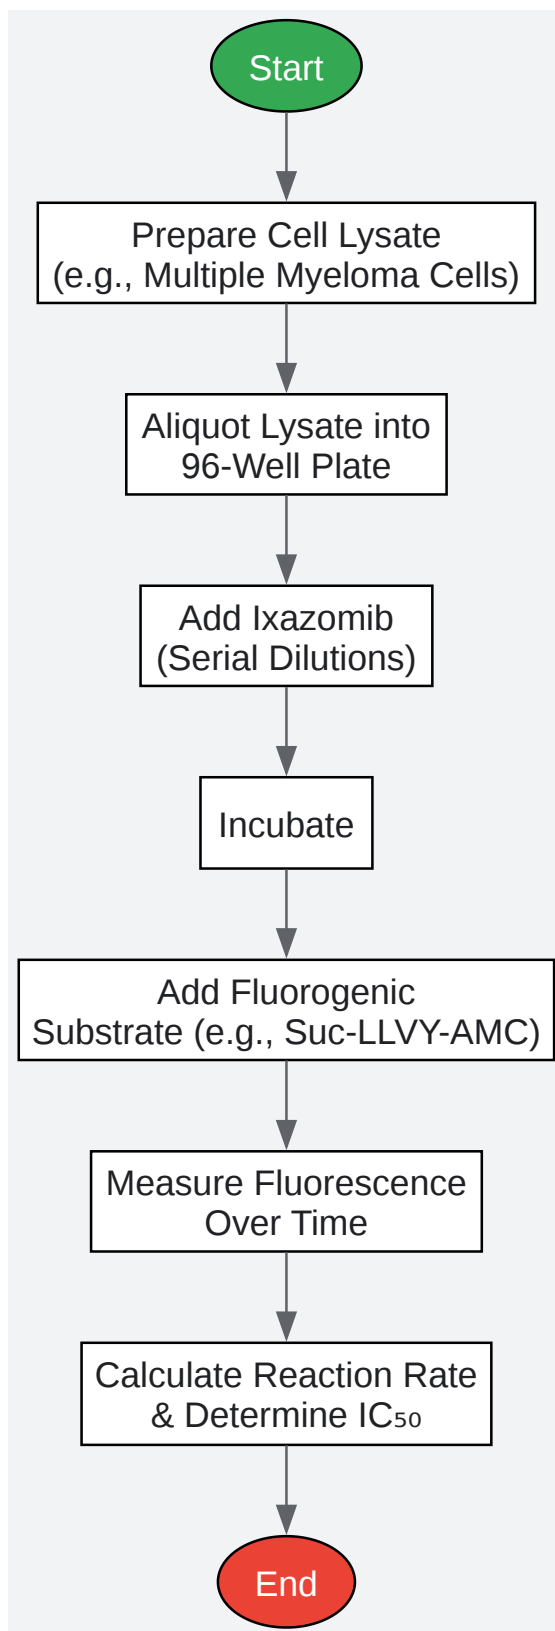 Start
Prepare Cell Lysate
(e.g., Multiple Myeloma Cells)
Aliquot Lysate into
96-Well Plate
Add Ixazomib
(Serial Dilutions)
Incubate
Add Fluorogenic
Substrate (e.g., Suc-LLVY-AMC)
Measure Fluorescence
Over Time
Calculate Reaction Rate
& Determine IC₅₀
End